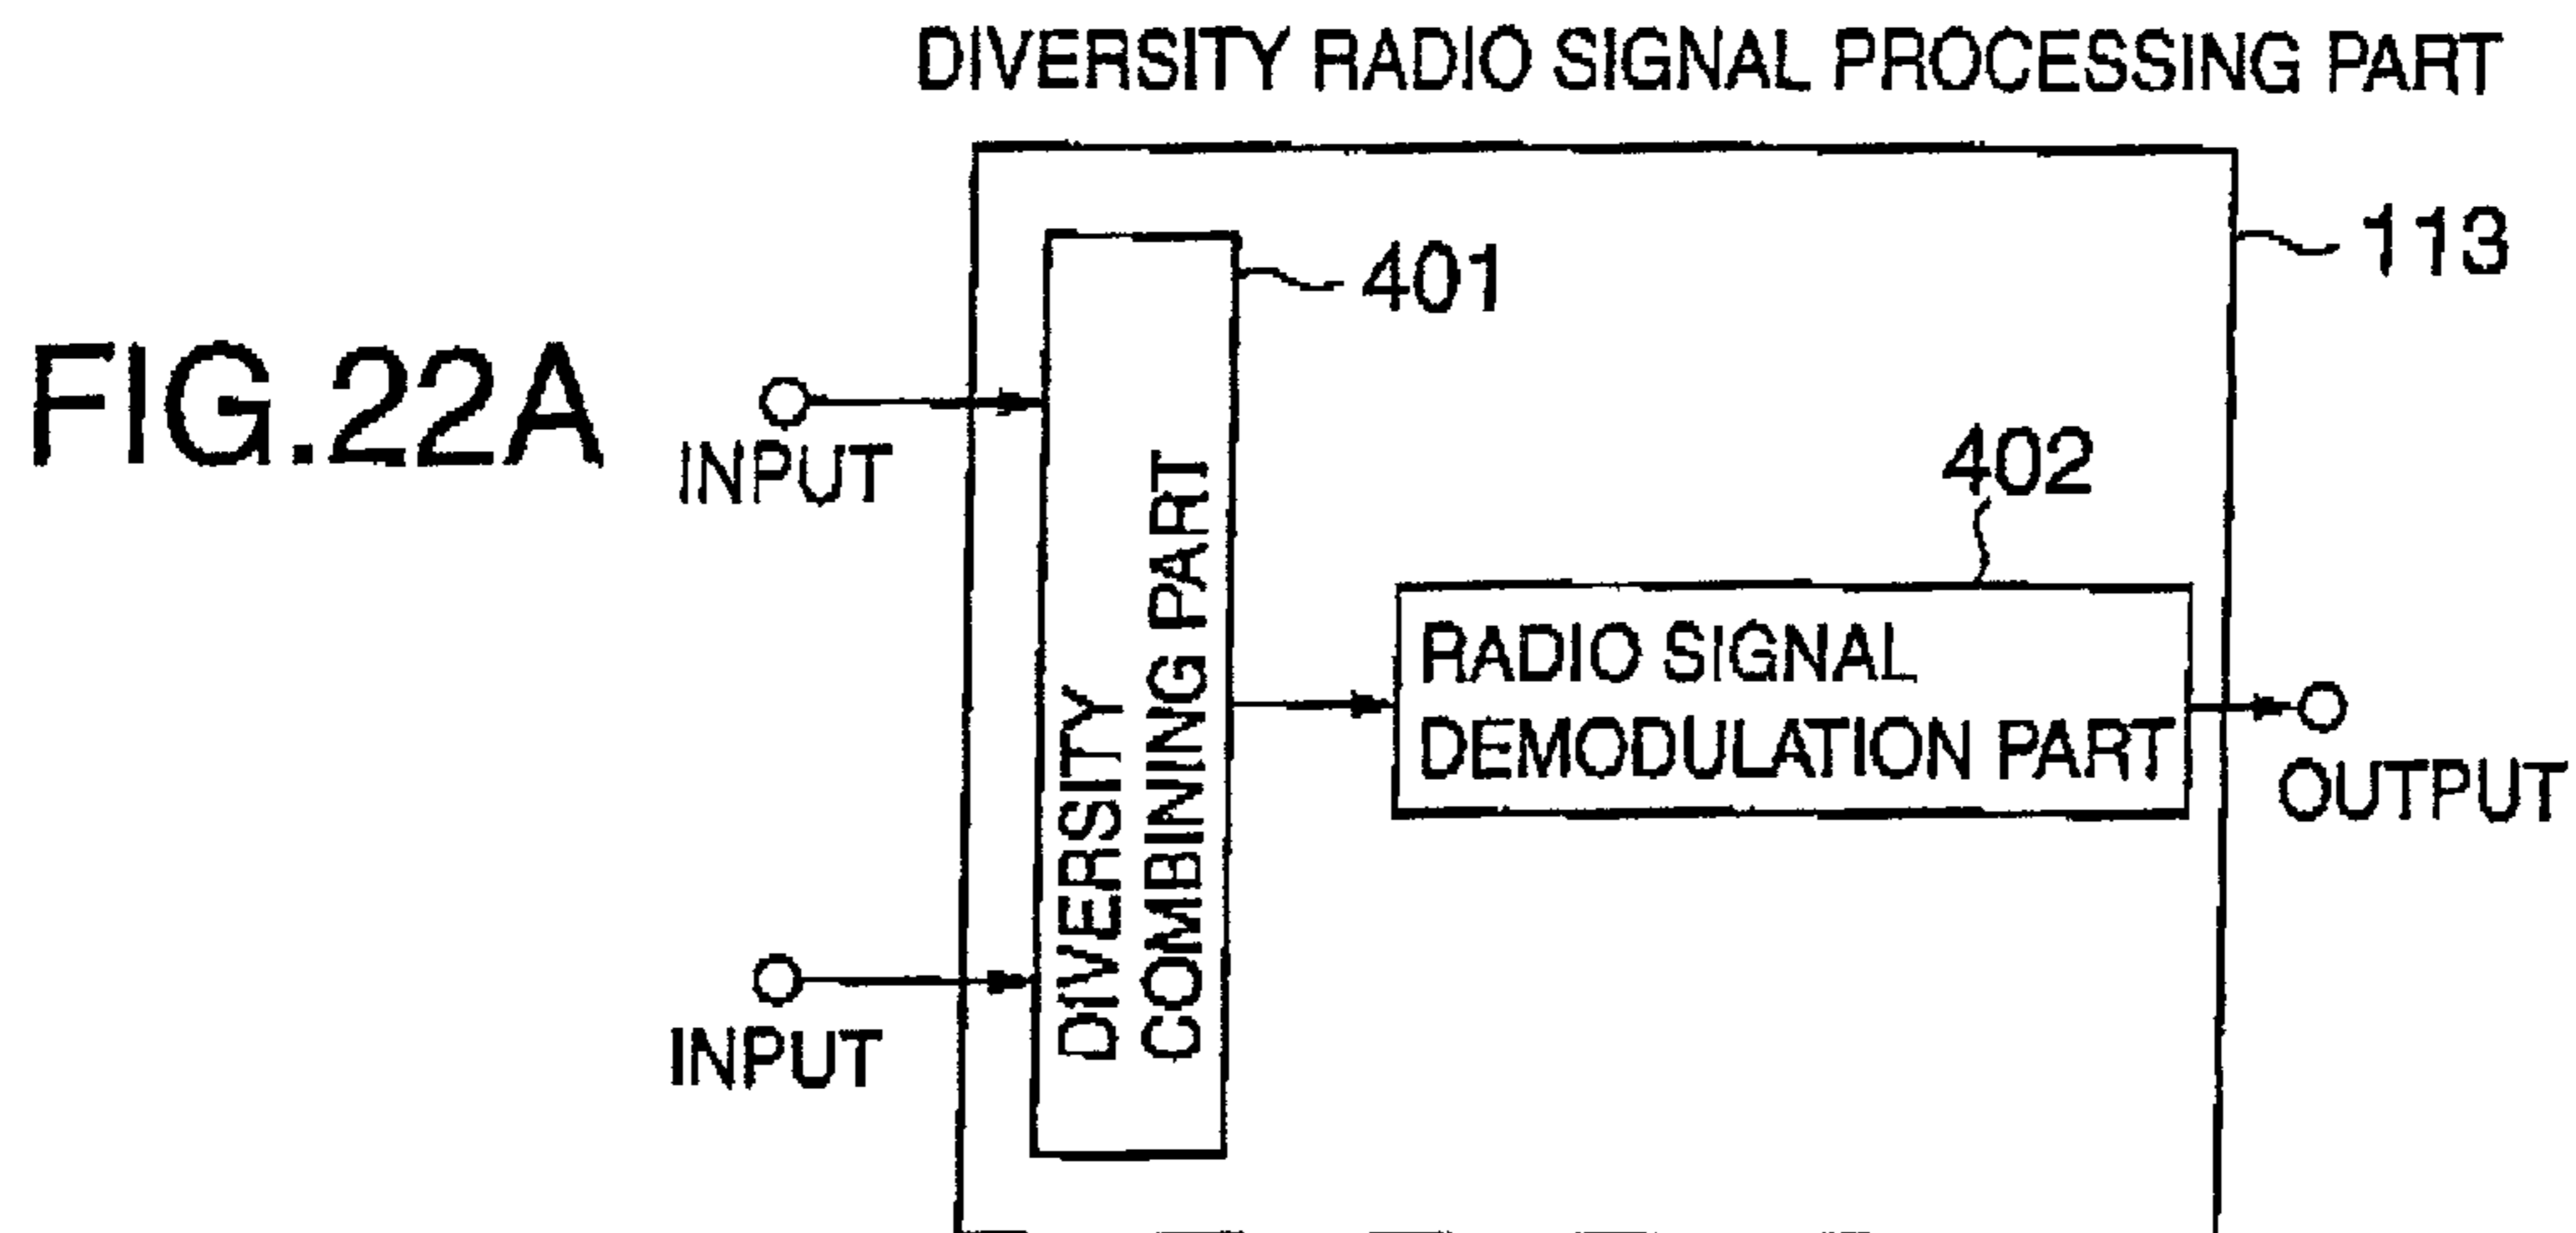 DIVERSITY RADIO SIGNAL PROCESSING PART
113
401
FIG.22A
INPUT
402
DIVERSITY
COMBINING PART
RADIO SIGNAL
DEMODULATION PART
OUTPUT
INPUT